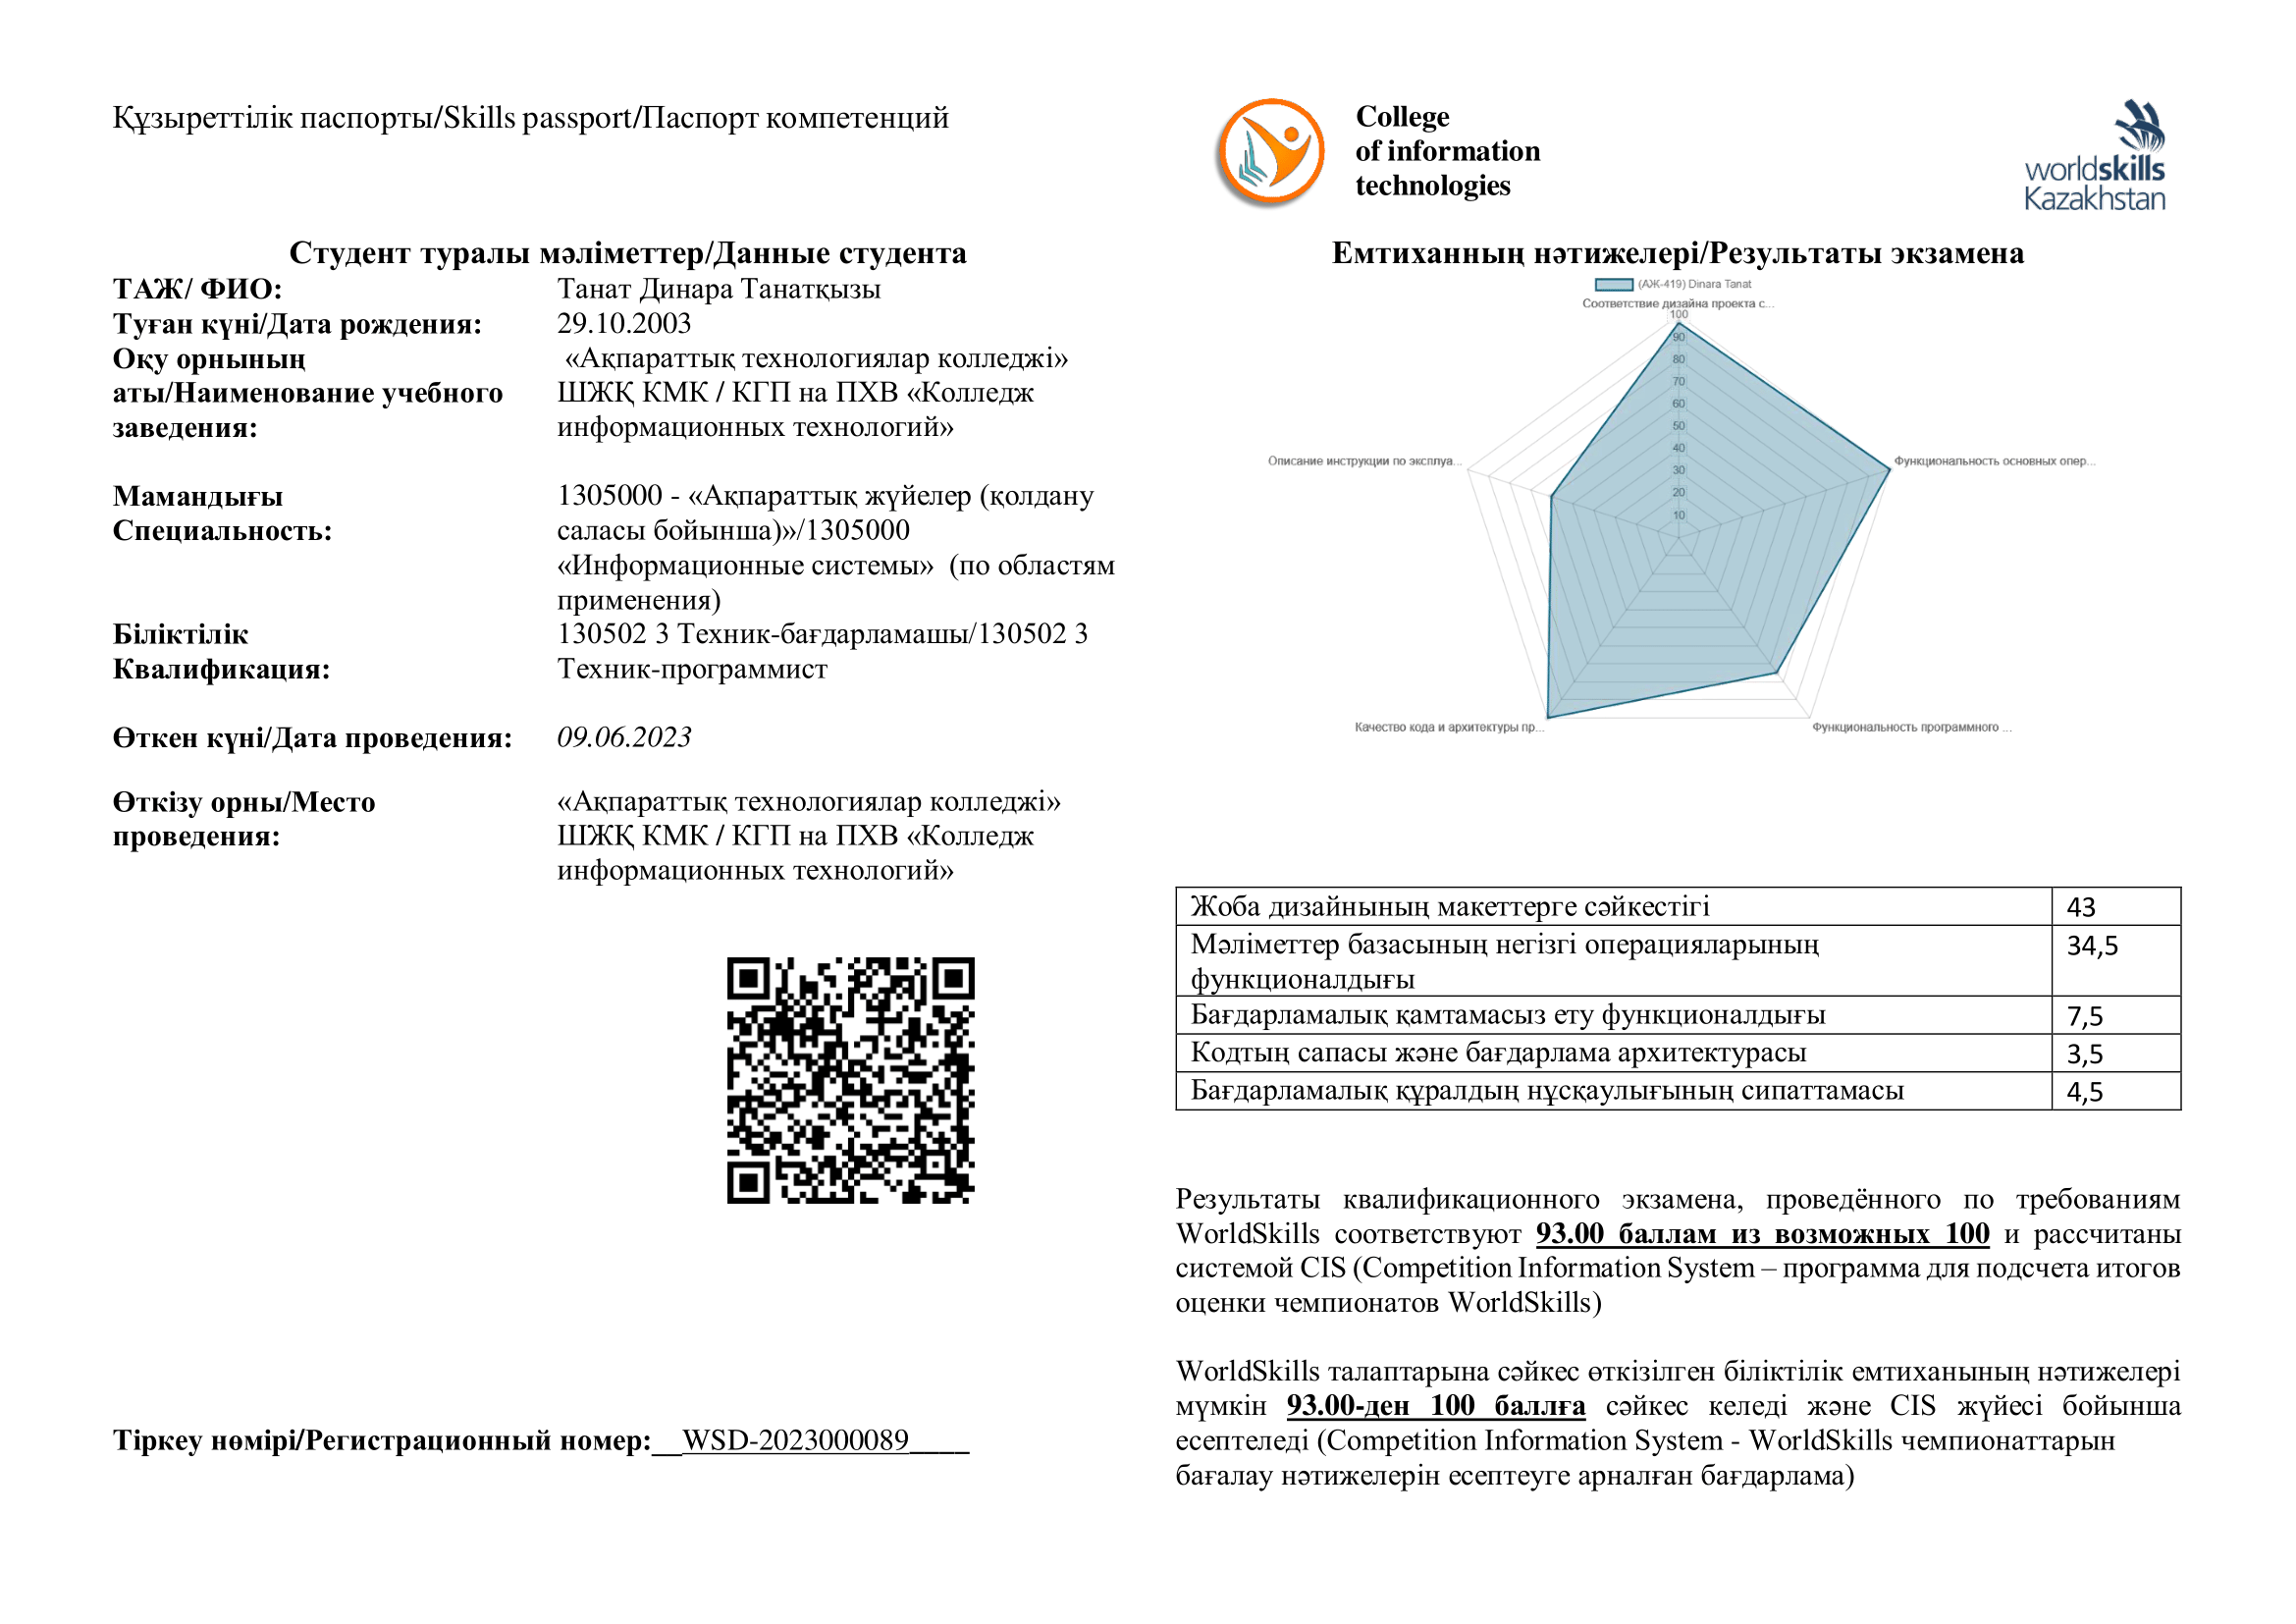 Құзыреттілік паспорты/Skills passport/Паспорт компетенций
Студент туралы мәліметтер/Данные студента
ТАЖ/ ФИО: Танат Динара Танатқызы
Туған күні/Дата рождения: 29.10.2003
Оқу орнының «Ақпараттық технологиялар колледжі»
аты/Наименование учебного ШЖҚ КМК / КГП на ПХВ «Колледж
заведения: информационных технологий»
Мамандығы 1305000 - «Ақпараттық жүйелер (қолдану
Специальность: саласы бойынша)»/1305000
«Информационные системы» (по областям
применения)
Біліктілік 130502 3 Техник-бағдарламашы/130502 3
Квалификация: Техник-программист
Өткен күні/Дата проведения: 09.06.2023
Өткізу орны/Место «Ақпараттық технологиялар колледжі»
проведения: ШЖҚ КМК / КГП на ПХВ «Колледж
информационных технологий»
Тіркеу нөмірі/Регистрационный номер:__WSD-2023000089____
College
of information
technologies
worldskills
Kazakhstan
Емтиханның нәтижелері/Результаты экзамена
(АЖ-419) Dinara Tanat
Соответствие дизайна проекта с...
100
90
80
70
60
50
40
30
20
10
Описание инструкции по эксплуа...
Функциональность основных опер...
Качество кода и архитектуры пр...
Функциональность программного ...
Жоба дизайнының макеттерге сәйкестігі 43
Мәліметтер базасының негізгі операцияларының 34,5
функционалдығы
Бағдарламалық қамтамасыз ету функционалдығы 7,5
Кодтың сапасы және бағдарлама архитектурасы 3,5
Бағдарламалық құралдың нұсқаулығының сипаттамасы 4,5
Результаты квалификационного экзамена, проведённого по требованиям
WorldSkills соответствуют 93.00 баллам из возможных 100 и рассчитаны
системой CIS (Competition Information System – программа для подсчета итогов
оценки чемпионатов WorldSkills)
WorldSkills талаптарына сәйкес өткізілген біліктілік емтиханының нәтижелері
мүмкін 93.00-ден 100 баллға сәйкес келеді және CIS жүйесі бойынша
есептеледі (Competition Information System - WorldSkills чемпионаттарын
бағалау нәтижелерін есептеуге арналған бағдарлама)